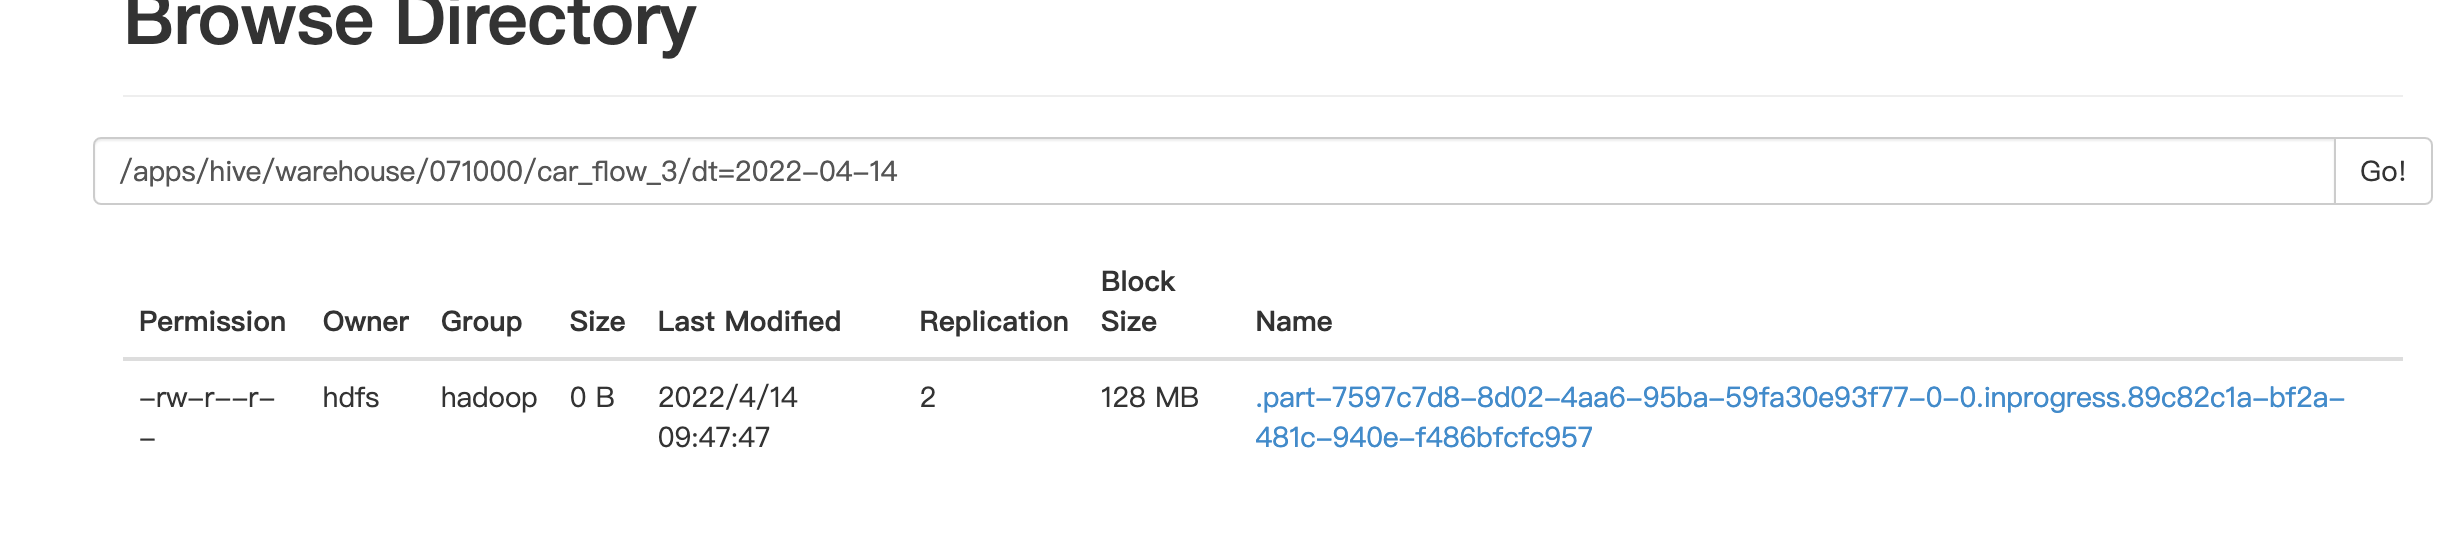 Browse Directory
/apps/hive/warehouse/071000/car_flow_3/dt=2022-04-14
Go!
Permission Owner Group Size Last Modified Replication Block Size Name
-rw-r--r-- hdfs hadoop 0 B 2022/4/14 09:47:47 2 128 MB .part-7597c7d8-8d02-4aa6-95ba-59fa30e93f77-0-0.inprogress.89c82c1a-bf2a-481c-940e-f486bfcfc957